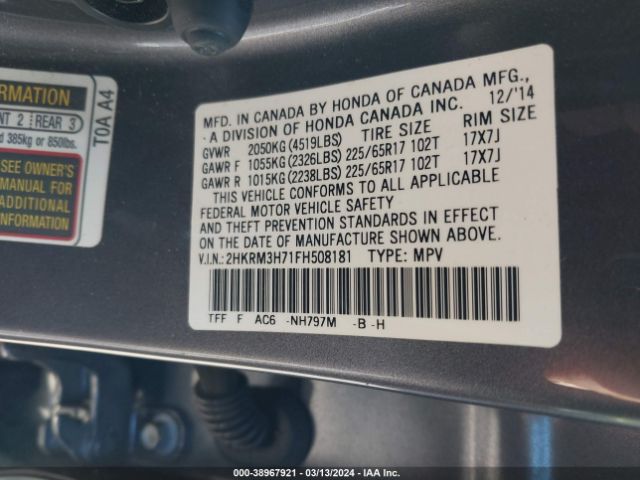 ORMATION
NT 2 REAR 3
d 385kg or 850lbs.
SEE OWNER'S
MANUAL FOR
ADDITIONAL
NFORMATION
T0A A4
MFD. IN CANADA BY HONDA OF CANADA MFG.,
A DIVISION OF HONDA CANADA INC. 12/'14
GVWR 2050KG (4519LBS) TIRE SIZE RIM SIZE
GAWR F 1055KG (2326LBS) 225/65R17 102T 17X7J
GAWR R 1015KG (2238LBS) 225/65R17 102T 17X7J
THIS VEHICLE CONFORMS TO ALL APPLICABLE
FEDERAL MOTOR VEHICLE SAFETY
AND THEFT PREVENTION STANDARDS IN EFFECT
ON THE DATE OF MANUFACTURE SHOWN ABOVE.
V.I.N.: 2HKRM3H71FH508181 TYPE: MPV
TFF F AC6 -NH797M -B -H
000-38967921 - 03/13/2024 - IAA Inc.